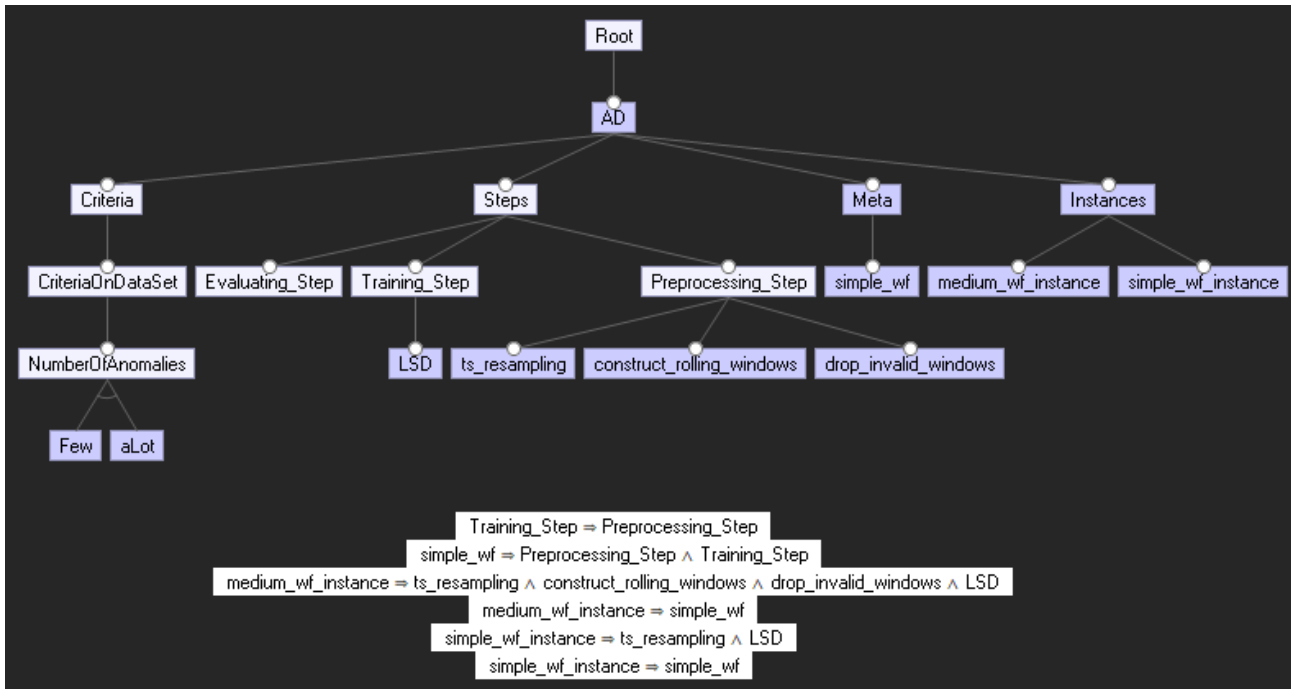 Root
AD
Criteria Steps Meta Instances
CriteriaOnDataSet Evaluating_Step Training_Step Preprocessing_Step simple_wf medium_wf_instance simple_wf_instance
NumberOfAnomalies LSD ts_resampling construct_rolling_windows drop_invalid_windows
Few aLot
Training_Step ⇒ Preprocessing_Step
simple_wf ⇒ Preprocessing_Step ∧ Training_Step
medium_wf_instance ⇒ ts_resampling ∧ construct_rolling_windows ∧ drop_invalid_windows ∧ LSD
medium_wf_instance ⇒ simple_wf
simple_wf_instance ⇒ ts_resampling ∧ LSD
simple_wf_instance ⇒ simple_wf